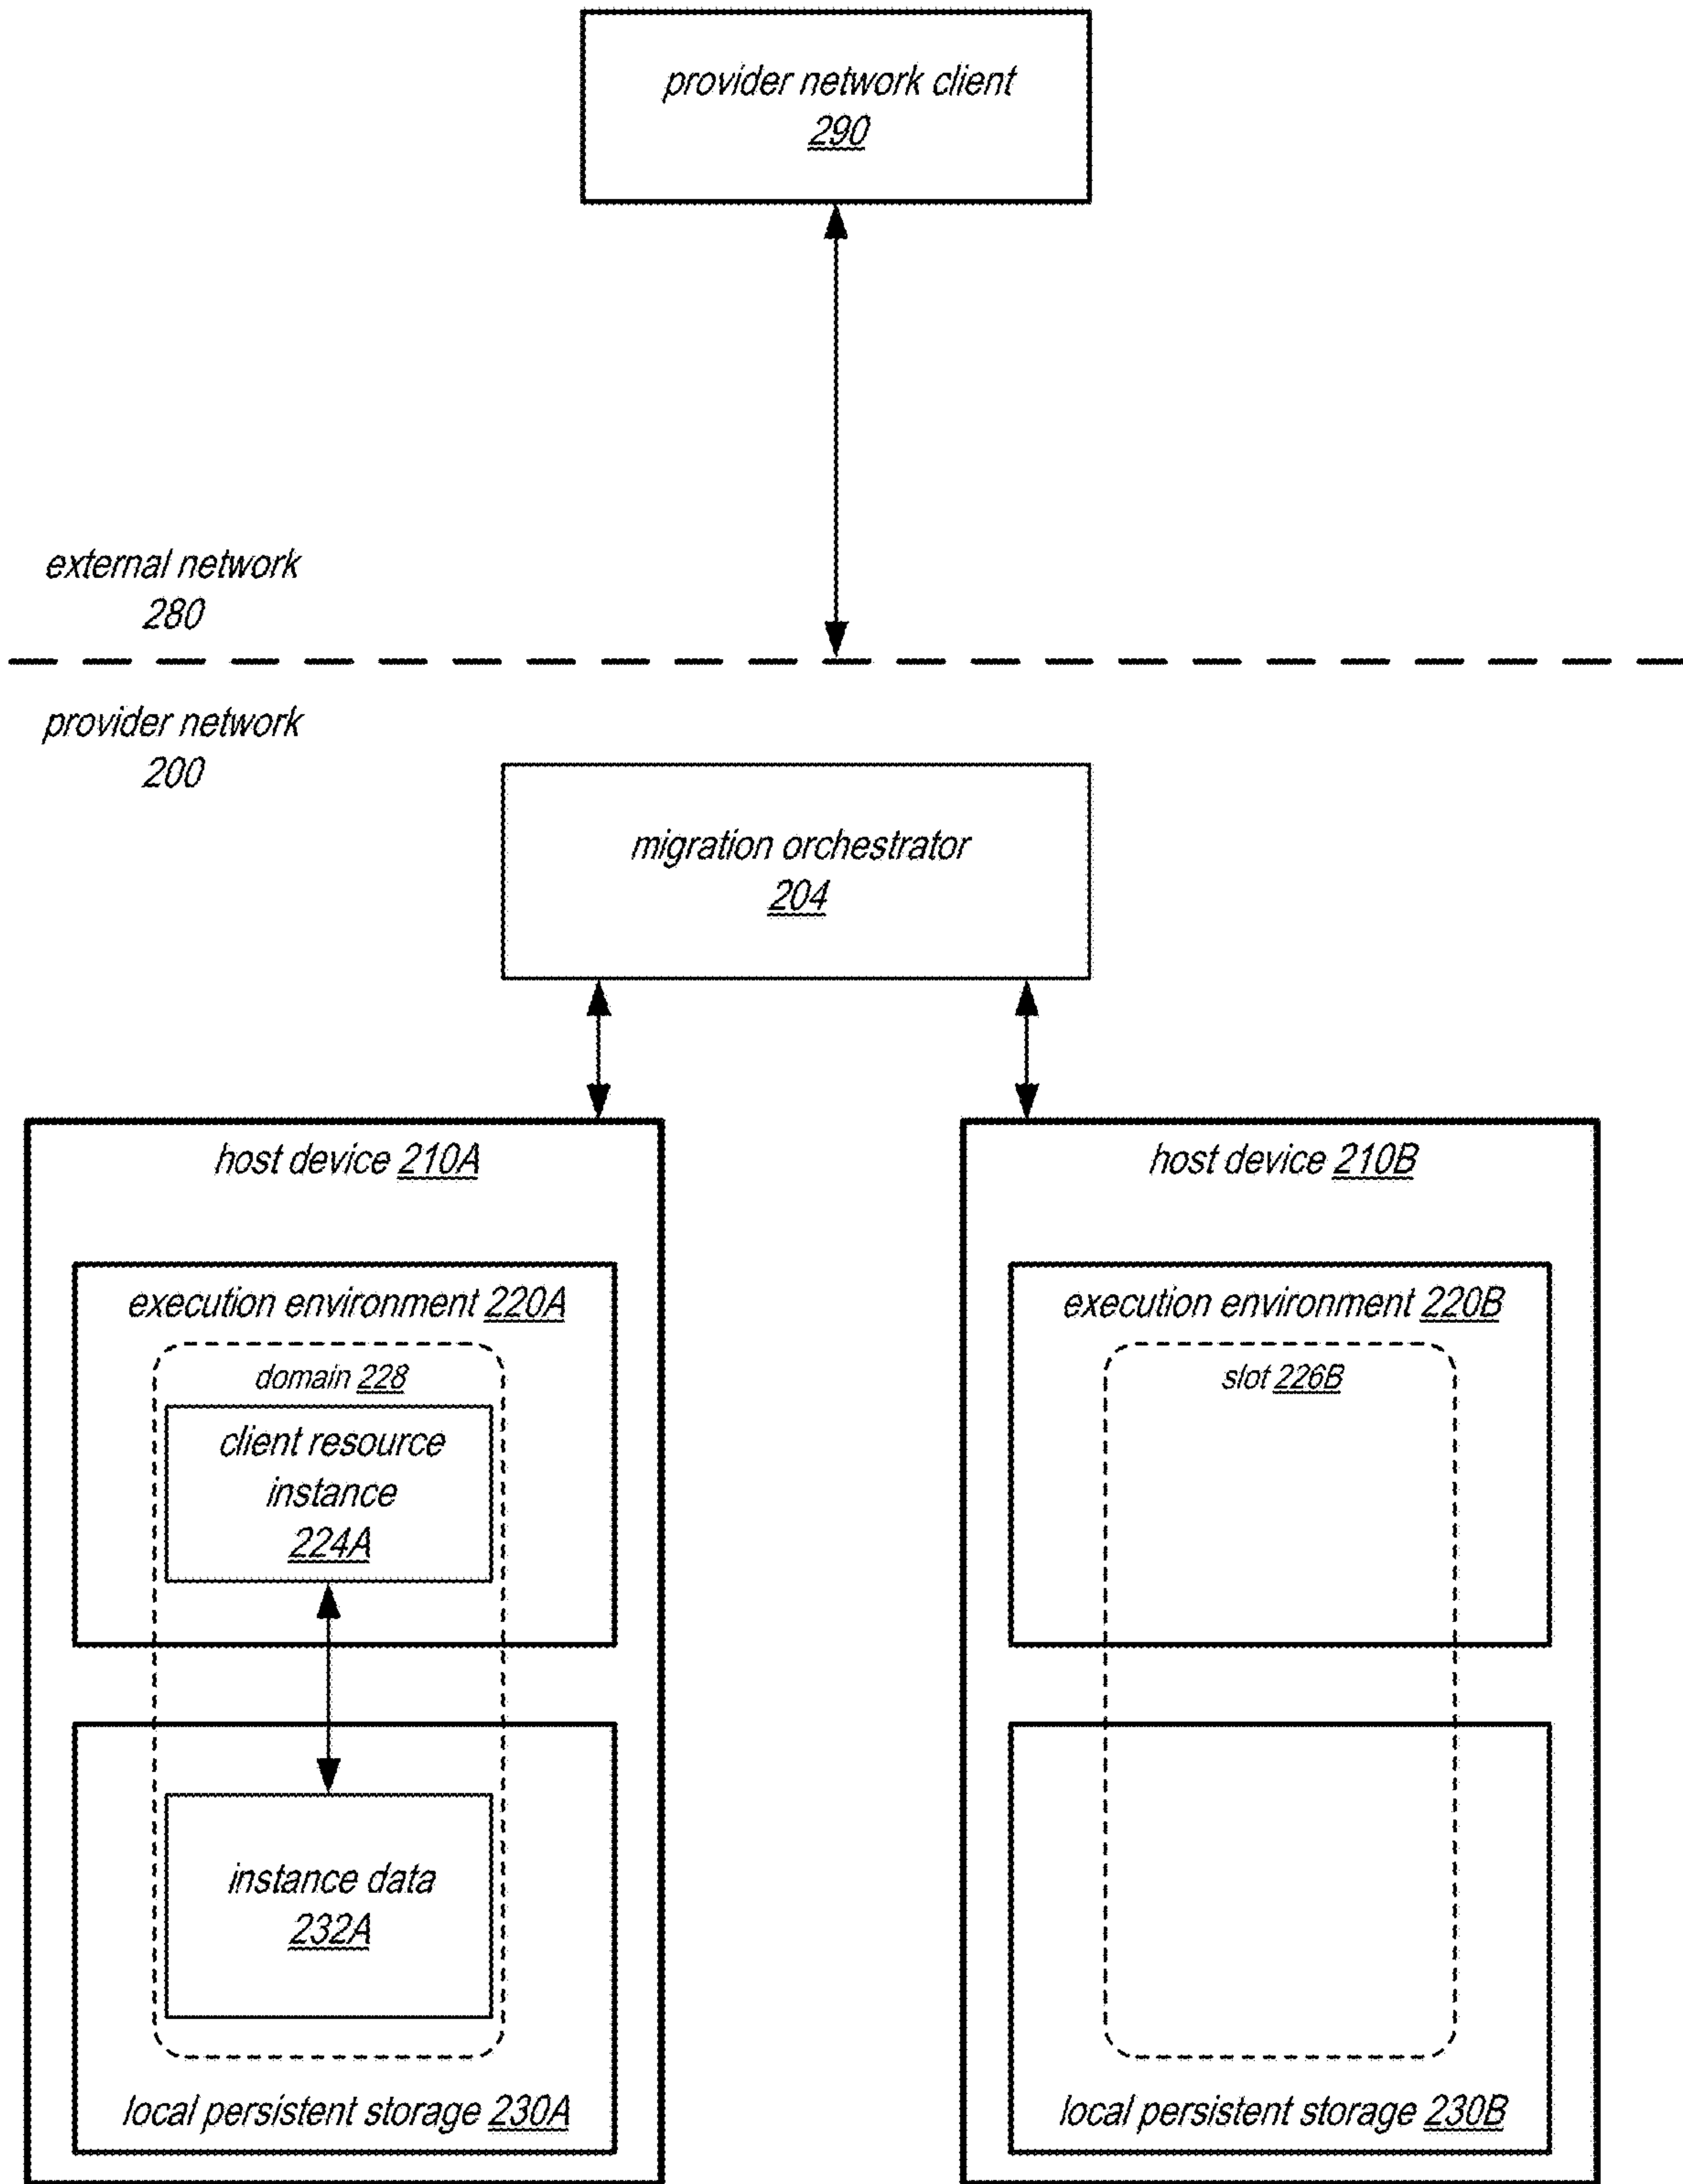 provider network client
290
external network
280
provider network
200
migration orchestrator
204
host device 210A
execution environment 220A
domain 228
client resource
instance
224A
instance data
232A
local persistent storage 230A
host device 210B
execution environment 220B
slot 226B
local persistent storage 230B